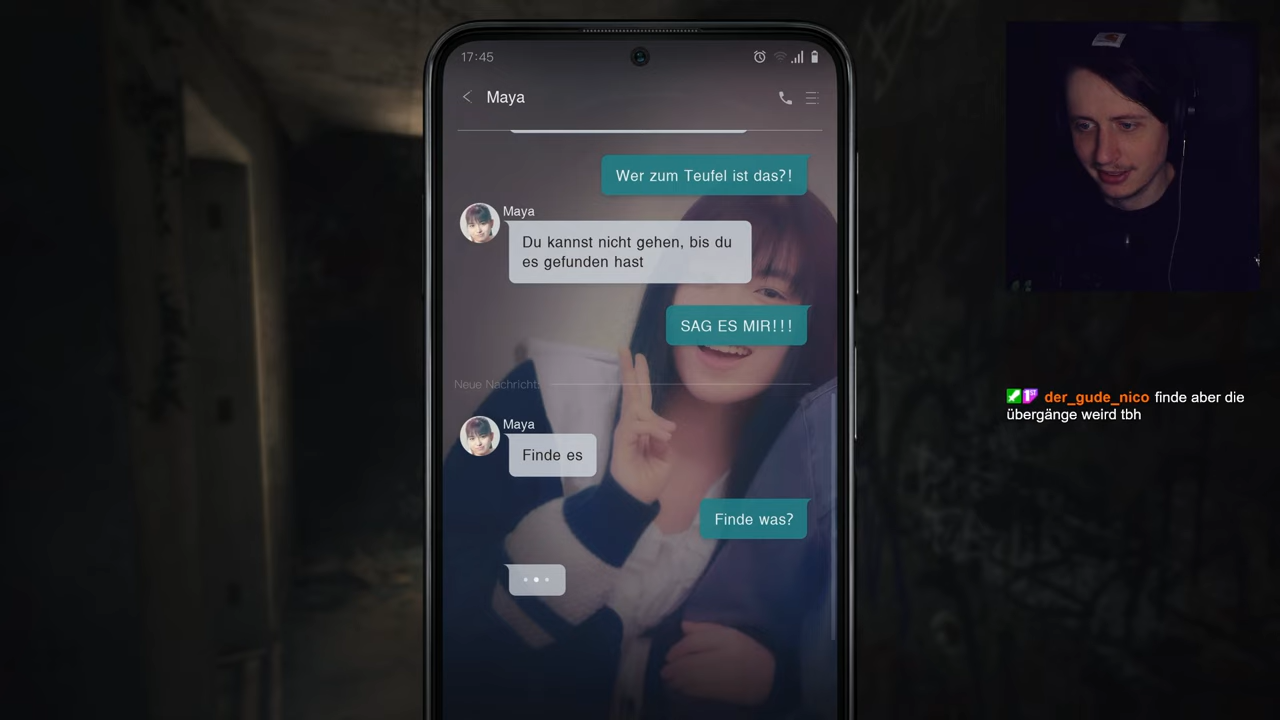 17:45
Maya
Wer zum Teufel ist das?!
Maya
Du kannst nicht gehen, bis du
es gefunden hast
SAG ES MIR!!!
Neue Nachricht:
Maya
Finde es
Finde was?
der_gude_nico finde aber die
übergänge weird tbh